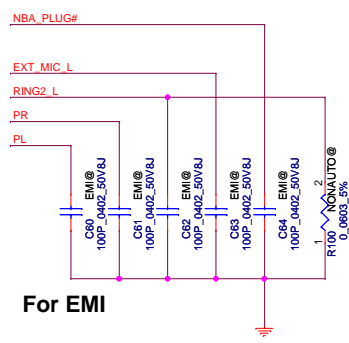 NBA_PLUG#
EXT_MIC_L
RING2_L
PR
PL
EMI@
C60
100P_0402_50V8J
EMI@
C61
100P_0402_50V8J
EMI@
C62
100P_0402_50V8J
EMI@
C63
100P_0402_50V8J
EMI@
C64
100P_0402_50V8J
2
1
NONAUTO@
R100
0_0603_5%
For EMI